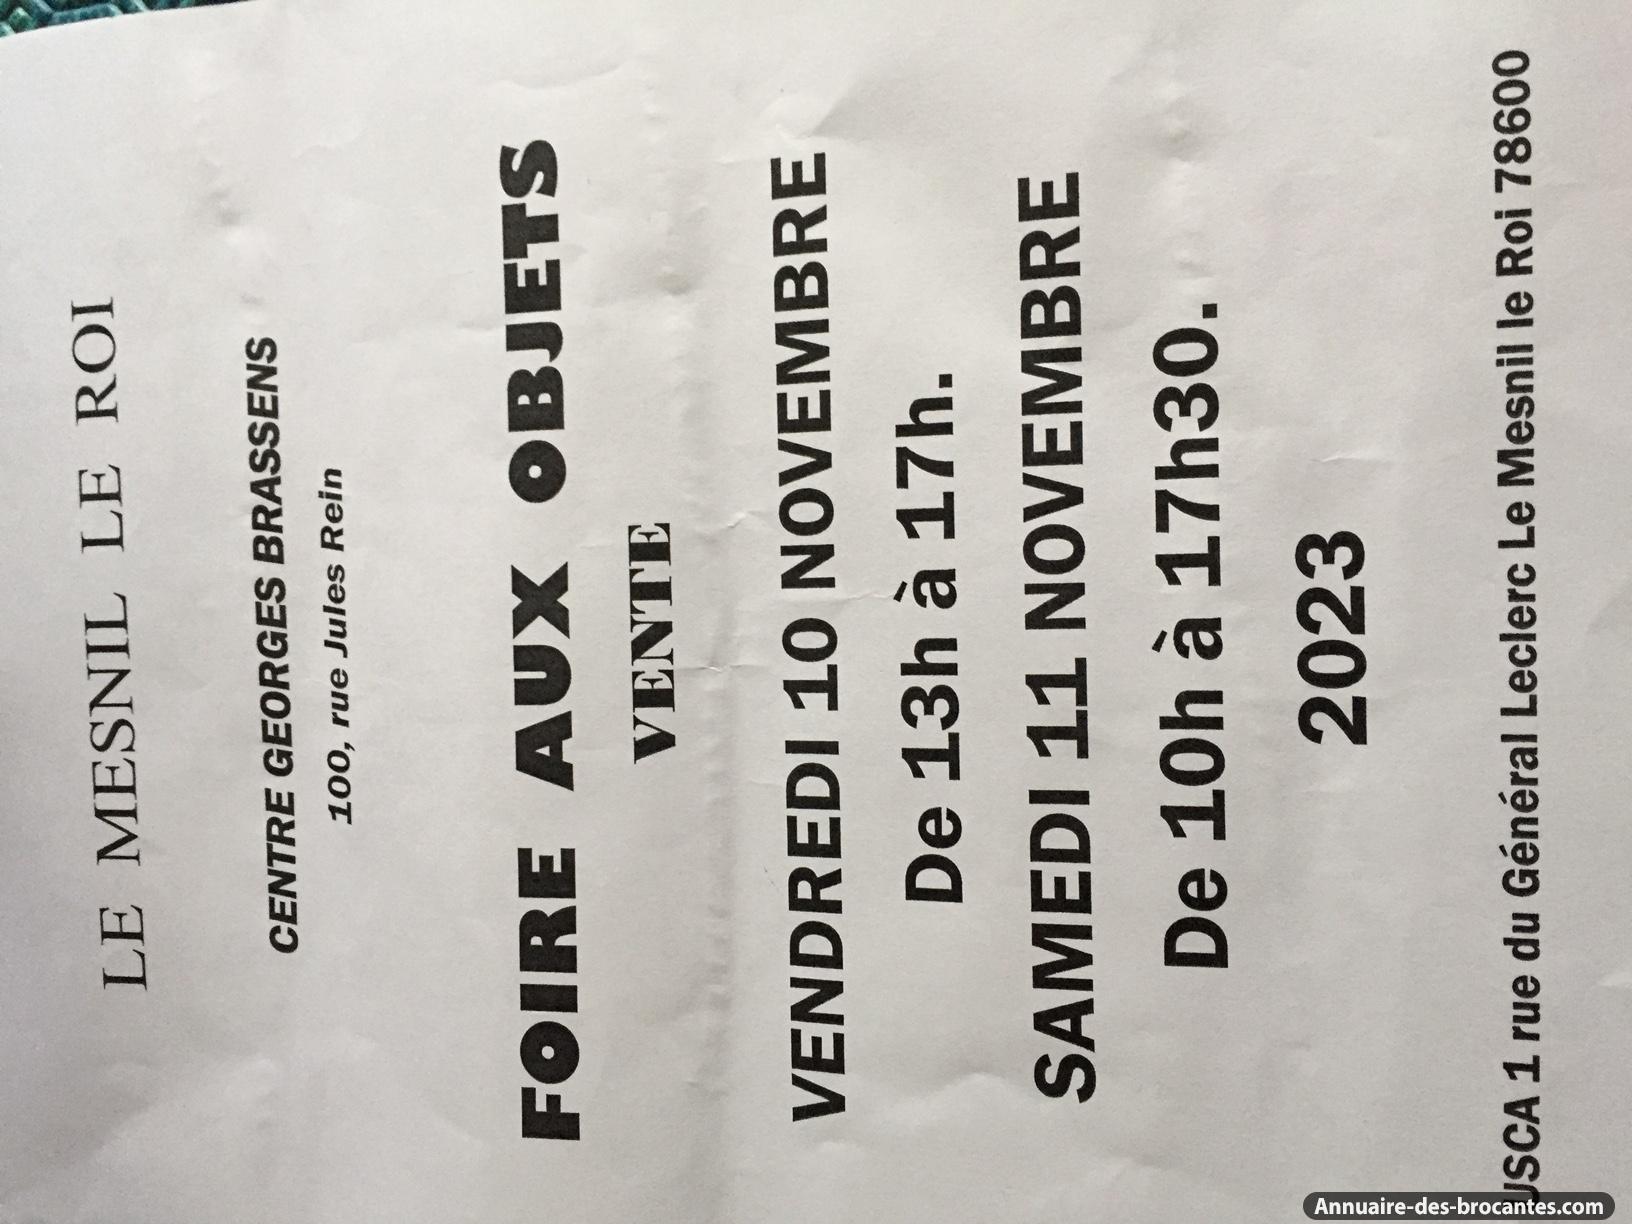 LE MESNIL LE ROI
CENTRE GEORGES BRASSENS
100, rue Jules Rein
FOIRE AUX OBJETS
VENTE
VENDREDI 10 NOVEMBRE
De 13h à 17h.
SAMEDI 11 NOVEMBRE
De 10h à 17h30.
2023
USCA 1 rue du Général Leclerc Le Mesnil le Roi 78600
Annuaire-des-brocantes.com